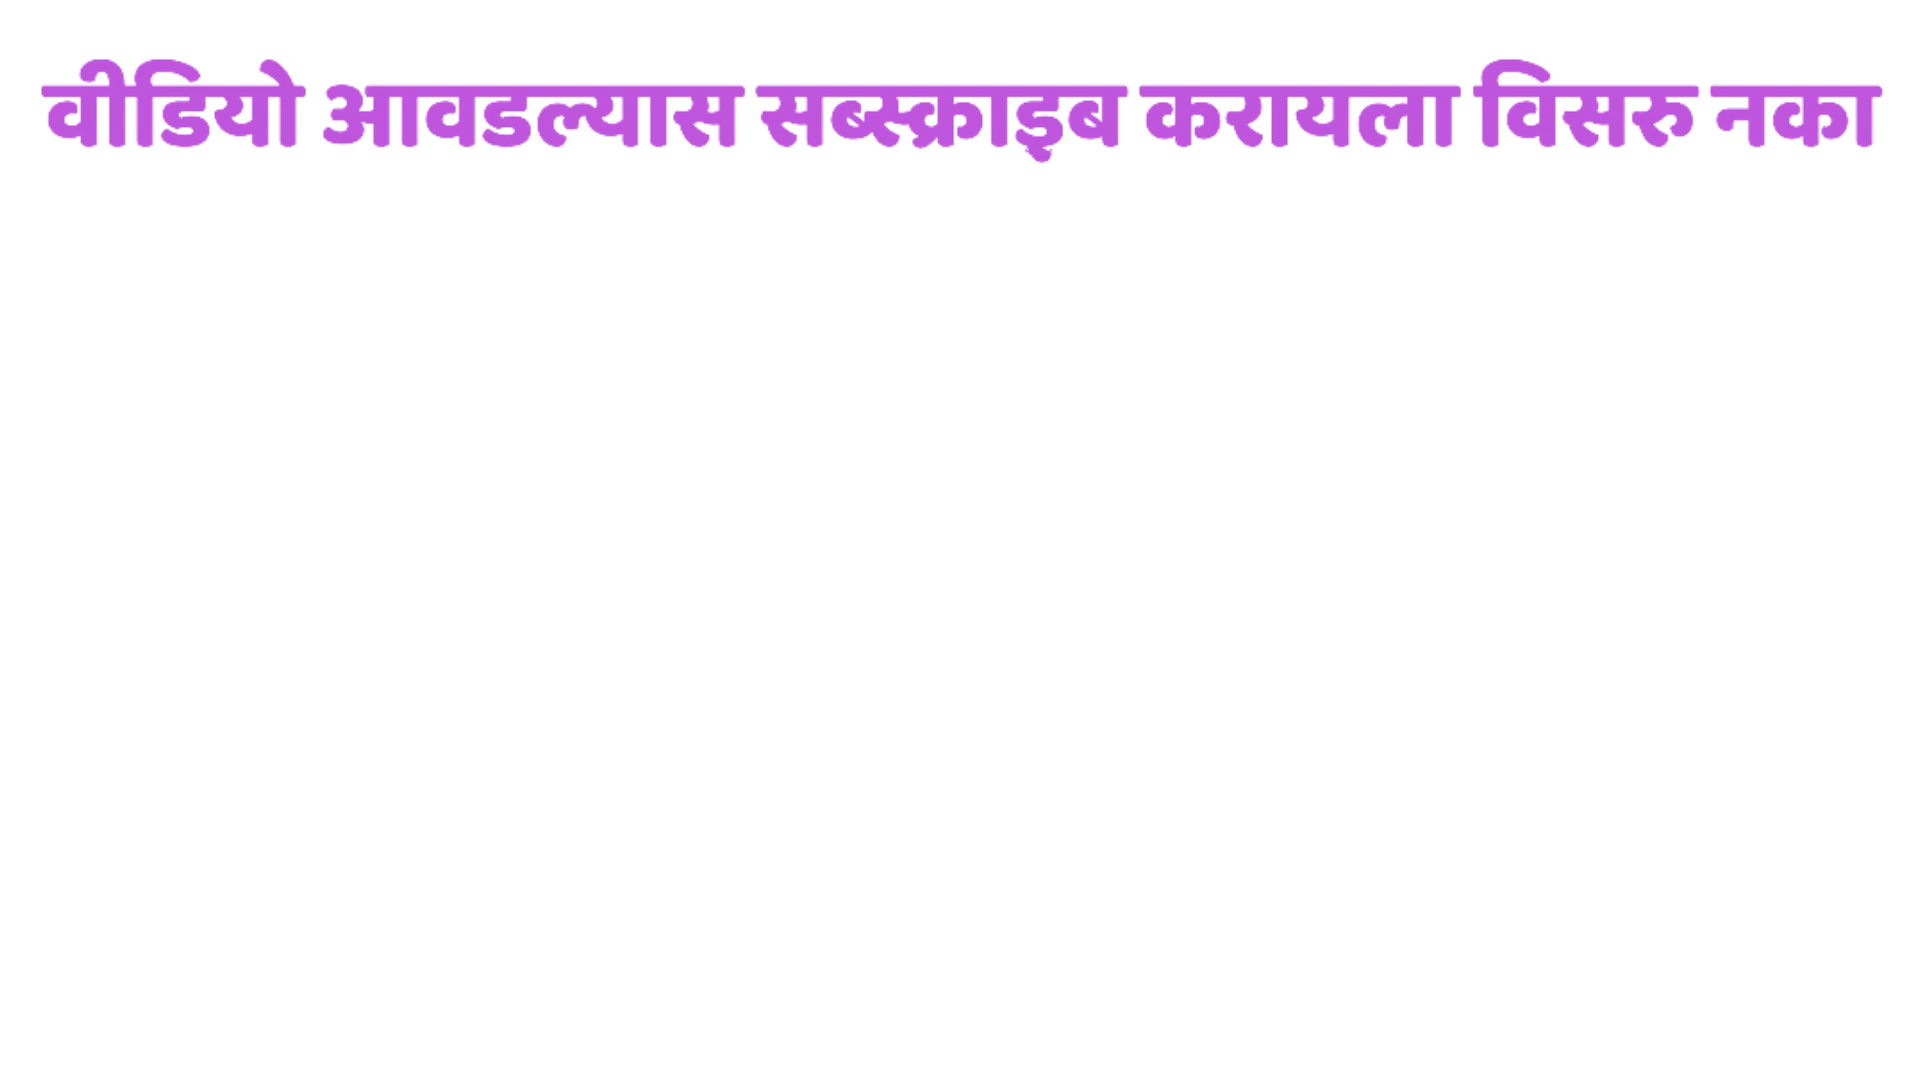 वीडियो आवडल्यास सब्स्क्राइब करायला विसरु नका